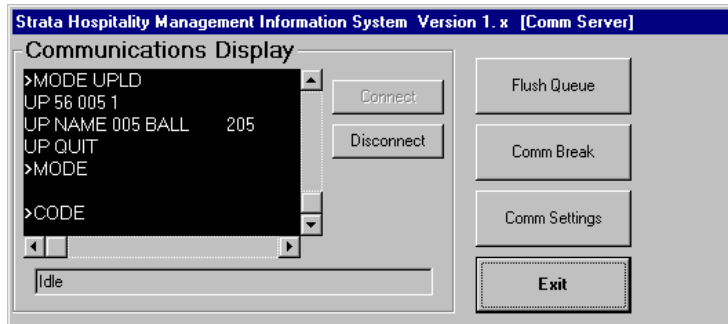 Strata Hospitality Management Information System Version 1. x [Comm Server]
Communications Display
>MODE UPLD
UP 56 005 1
UP NAME 005 BALL 205
UP QUIT
>MODE
>CODE
Connect
Disconnect
Idle
Flush Queue
Comm Break
Comm Settings
Exit